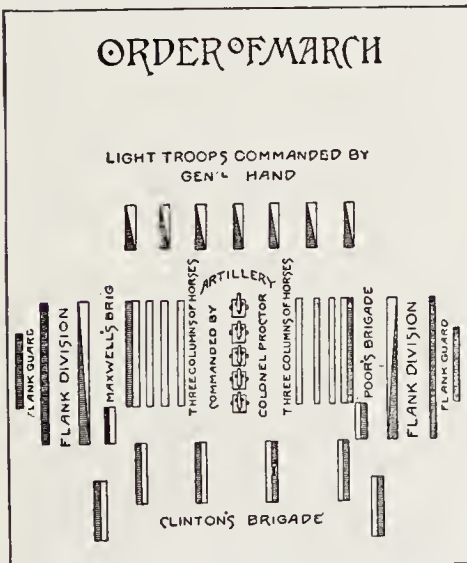 ORDER OF MARCH
LIGHT TROOPS COMMANDED BY
GEN'L HAND
FLANK GUARD
FLANK DIVISION
MAXWELL'S BRIG
THREE COLUMNS OF HORSES
COMMANDED BY
ARTILLERY
COLONEL PROCTOR
THREE COLUMNS OF HORSES
POOR'S BRIGADE
FLANK DIVISION
FLANK GUARD
CLINTON'S BRIGADE